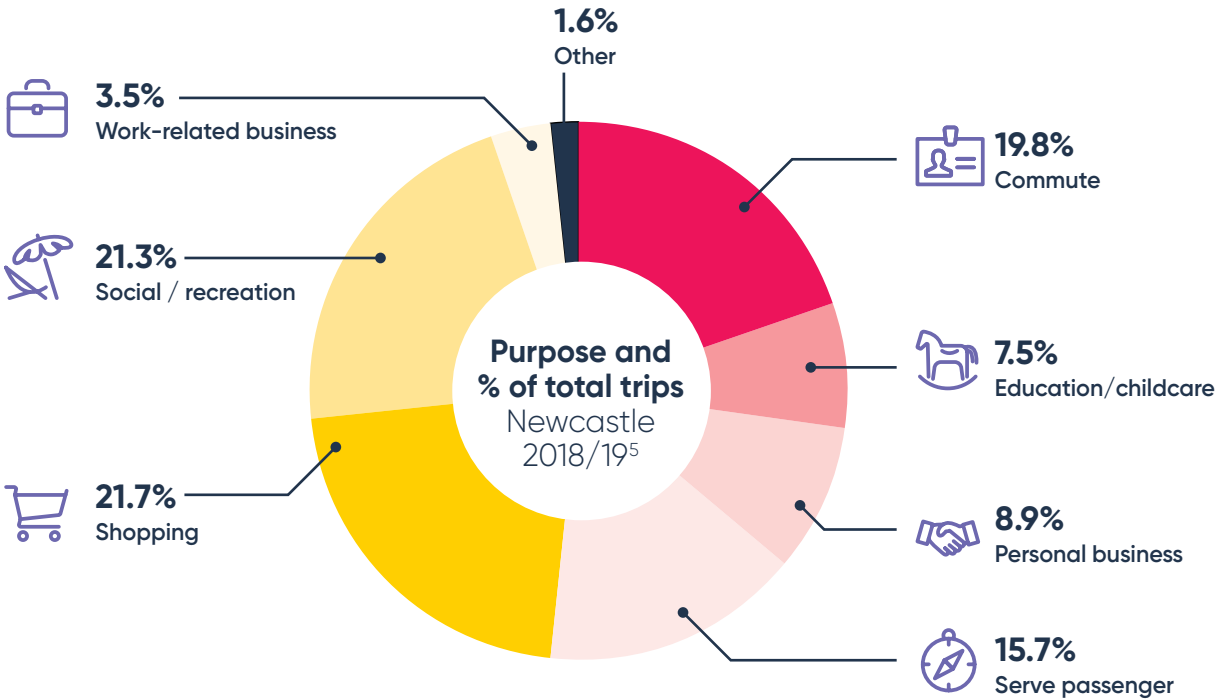 1.6%
Other
3.5%
Work-related business
19.8%
Commute
21.3%
Social / recreation
Purpose and
% of total trips
Newcastle
2018/19⁵
7.5%
Education/childcare
21.7%
Shopping
8.9%
Personal business
15.7%
Serve passenger